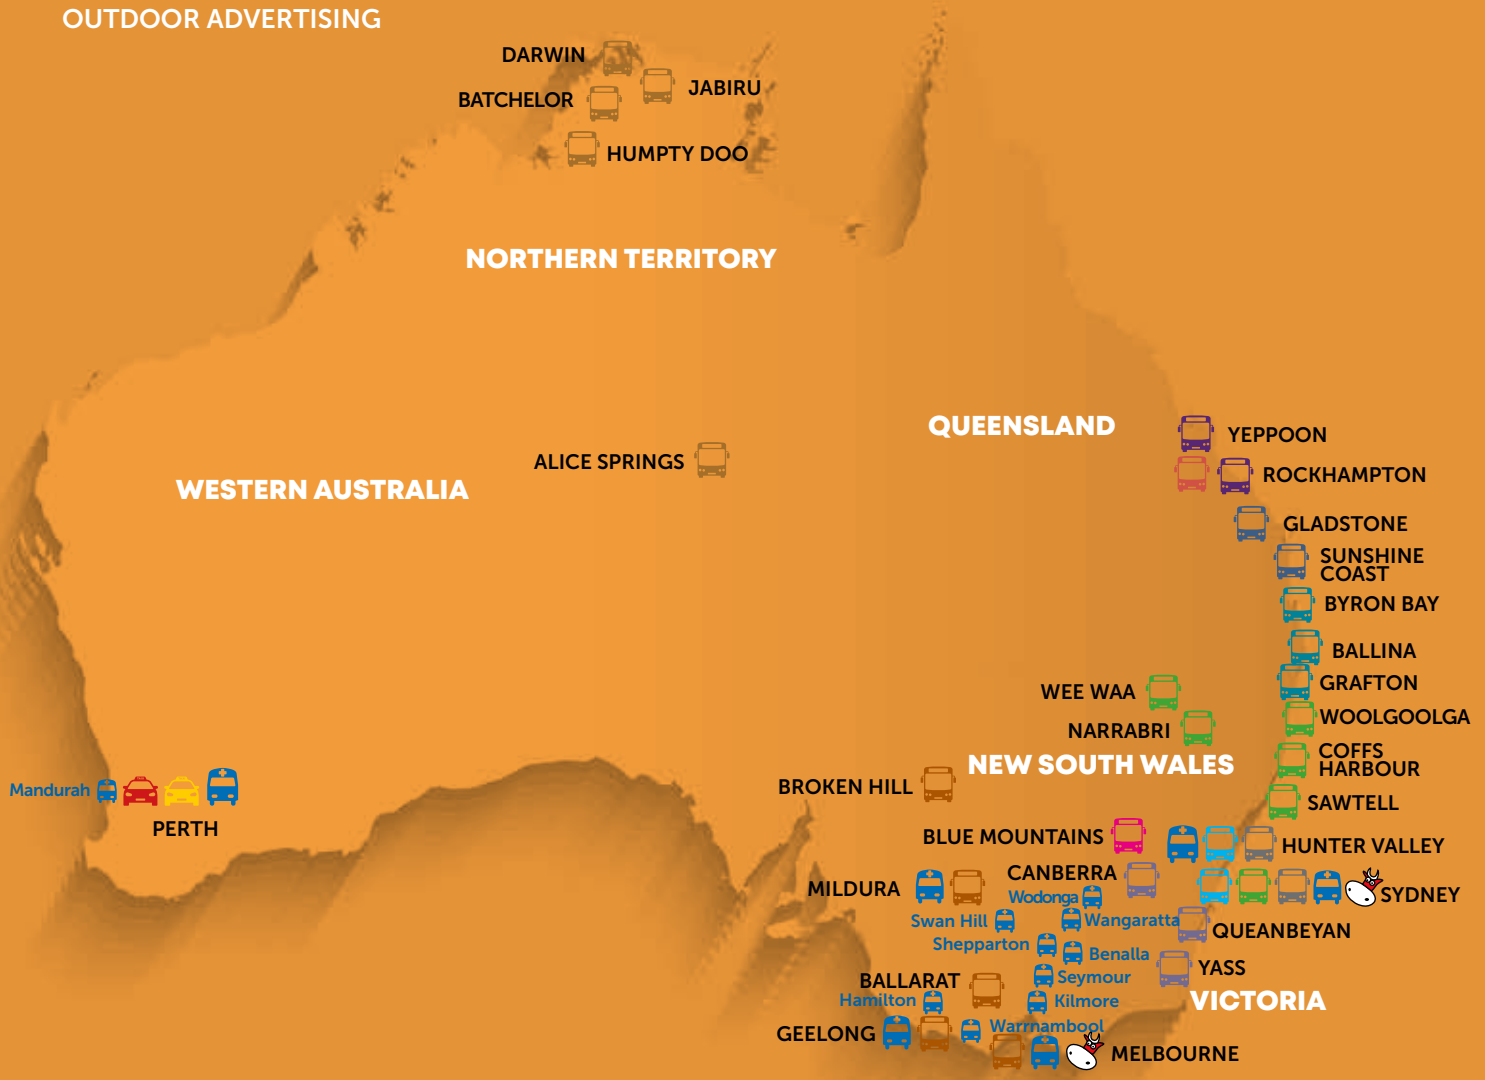 OUTDOOR ADVERTISING
DARWIN
JABIRU
BATCHELOR
HUMPTY DOO
NORTHERN TERRITORY
QUEENSLAND
YEPPOON
ALICE SPRINGS
ROCKHAMPTON
WESTERN AUSTRALIA
GLADSTONE
SUNSHINE
COAST
BYRON BAY
BALLINA
GRAFTON
WEE WAA
WOOLGOOLGA
NARRABRI
COFFS
HARBOUR
NEW SOUTH WALES
BROKEN HILL
Mandurah
SAWTELL
PERTH
BLUE MOUNTAINS
HUNTER VALLEY
CANBERRA
MILDURA
Wodonga
SYDNEY
Swan Hill
Wangaratta
QUEANBEYAN
Shepparton
Benalla
YASS
Seymour
BALLARAT
Hamilton
Kilmore
VICTORIA
Warrnambool
GEELONG
MELBOURNE